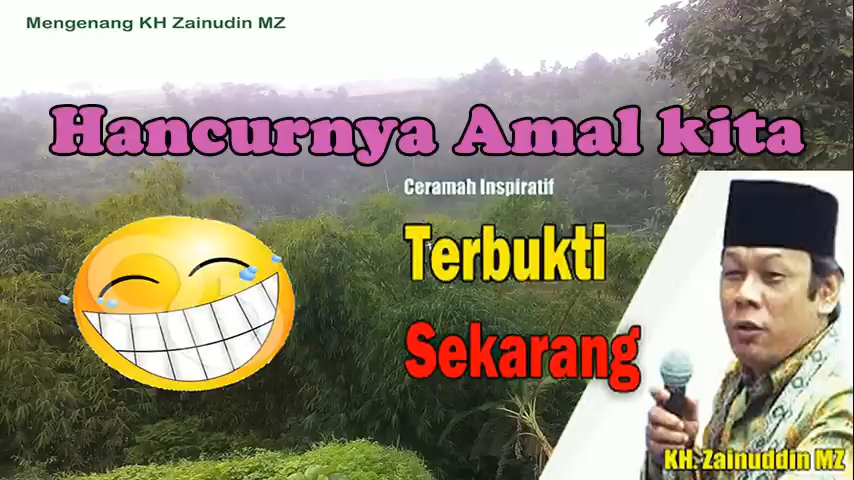 Mengenang KH Zainudin MZ
Hancurnya Amal kita
Ceramah Inspiratif
Terbukti
Sekarang
KH. Zainuddin MZ